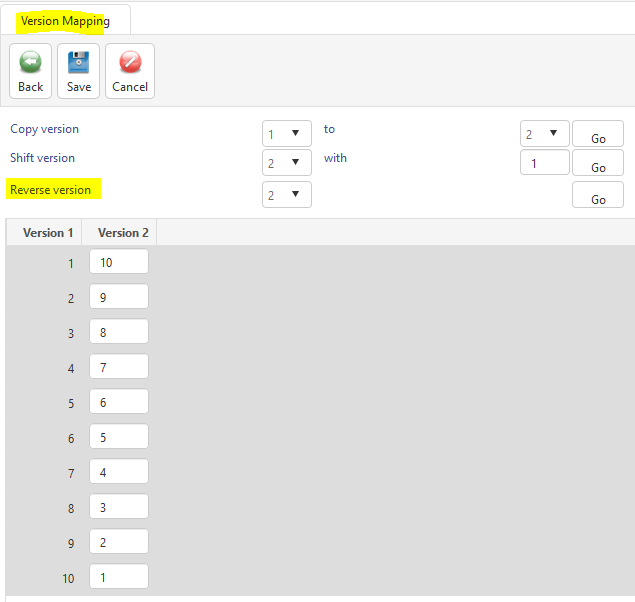 Version Mapping
Back Save Cancel
Copy version 1 to 2 Go
Shift version 2 with 1 Go
Reverse version 2 Go
Version 1 Version 2
1 10
2 9
3 8
4 7
5 6
6 5
7 4
8 3
9 2
10 1